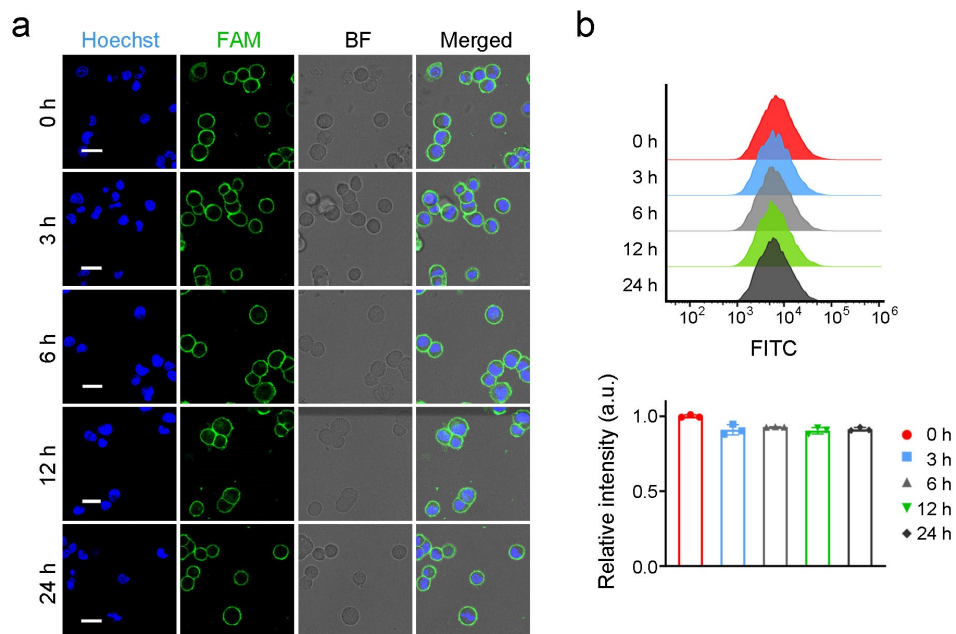 a
Hoechst FAM BF Merged
0 h
3 h
6 h
12 h
24 h
b
0 h
3 h
6 h
12 h
24 h
10² 10³ 10⁴ 10⁵ 10⁶
FITC
Relative intensity (a.u.)
1.0
0.5
0.0
0 h
3 h
6 h
12 h
24 h